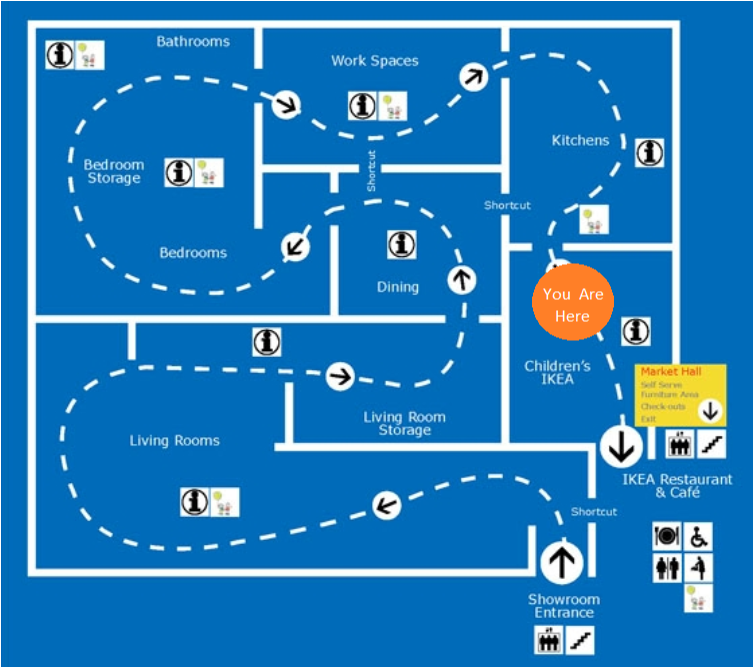 Bathrooms
Work Spaces
Kitchens
Bedroom
Storage
Shortcut
Shortcut
Bedrooms
Dining
You Are
Here
Children's
IKEA
Market Hall
Self Serve
Furniture Area
Check-outs
Exit
Living Room
Storage
Living Rooms
IKEA Restaurant
& Café
Shortcut
Showroom
Entrance